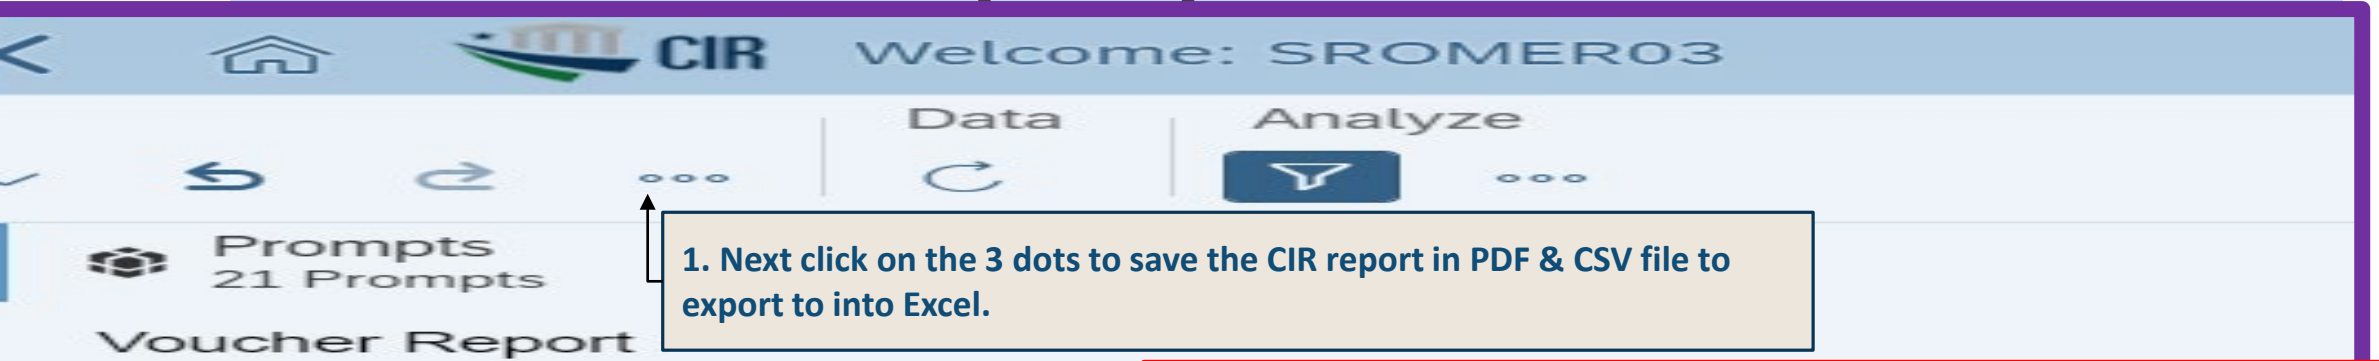 CIR Welcome: SROMER03
Data Analyze
Prompts
21 Prompts
1. Next click on the 3 dots to save the CIR report in PDF & CSV file to
export to into Excel.
Voucher Report